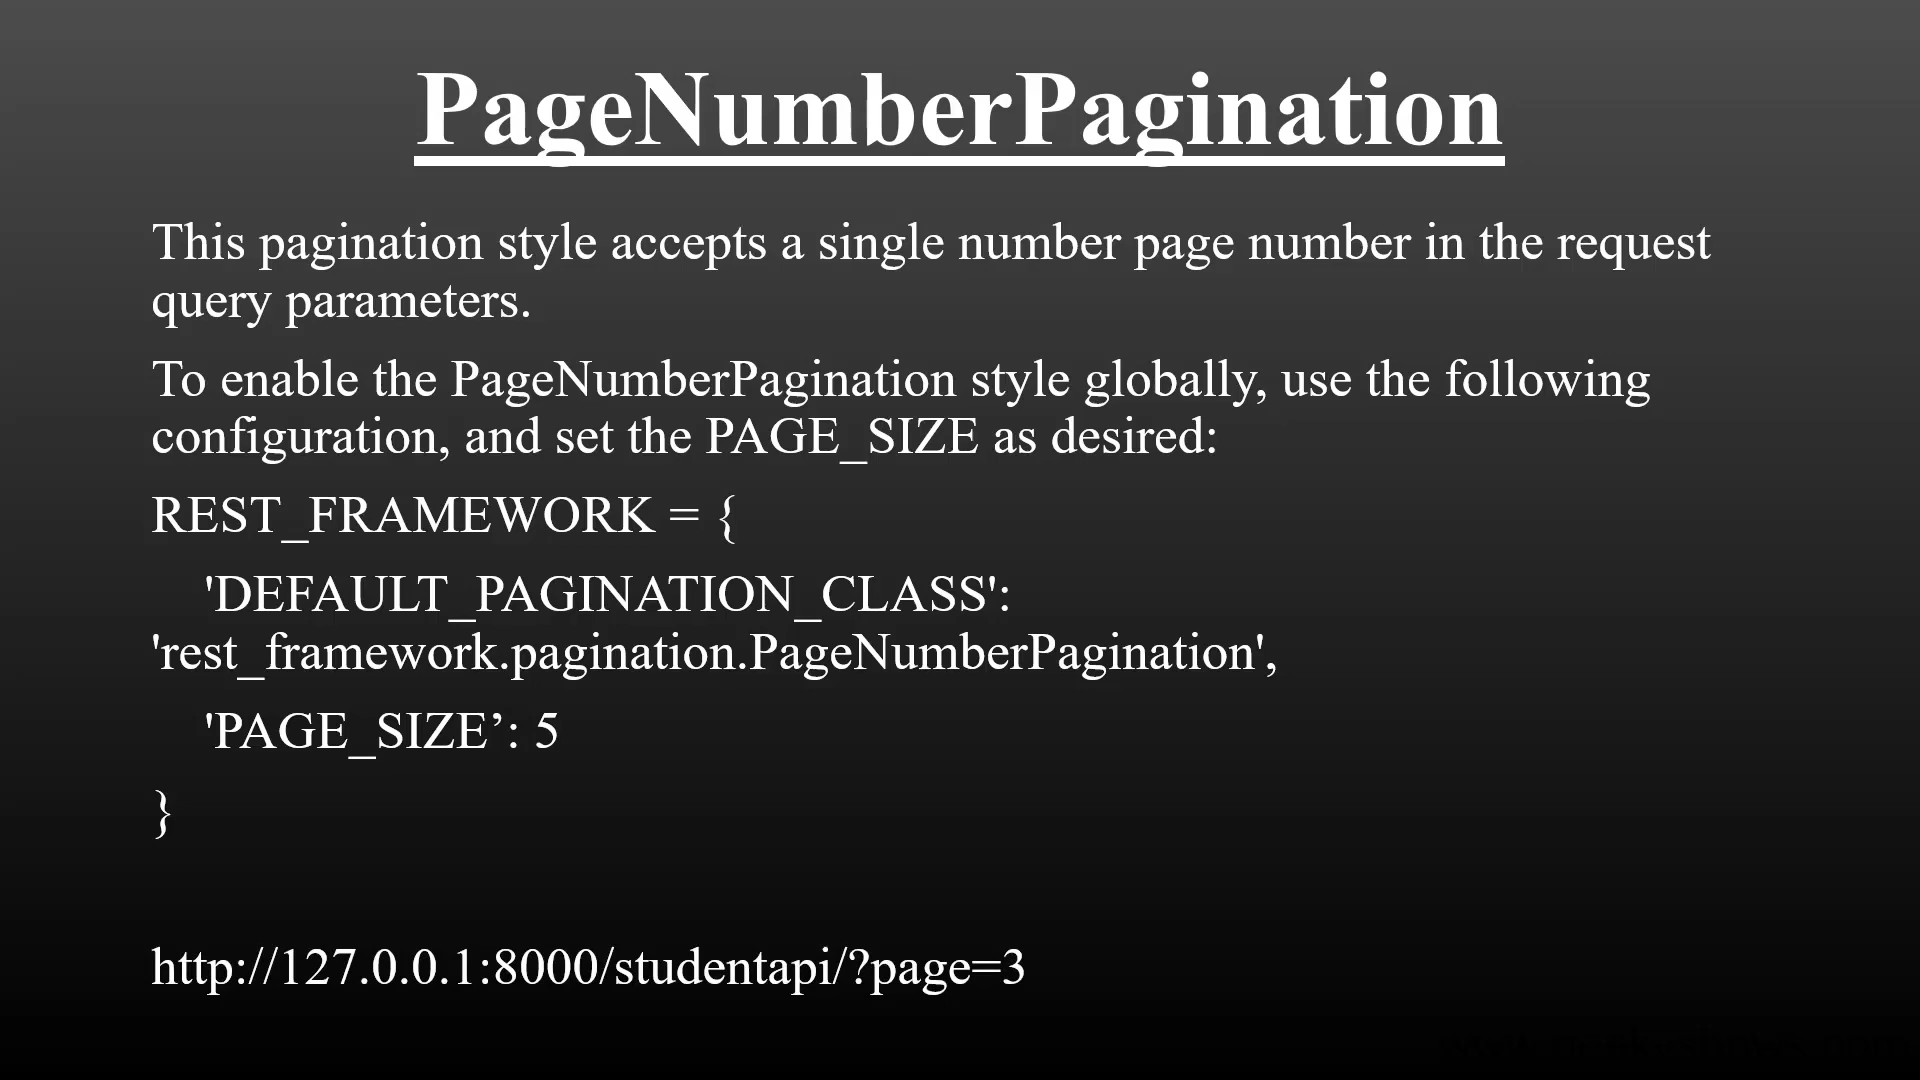 PageNumberPagination
This pagination style accepts a single number page number in the request
query parameters.
To enable the PageNumberPagination style globally, use the following
configuration, and set the PAGE_SIZE as desired:
REST_FRAMEWORK = {
'DEFAULT_PAGINATION_CLASS':
'rest_framework.pagination.PageNumberPagination',
'PAGE_SIZE’: 5
}
http://127.0.0.1:8000/studentapi/?page=3